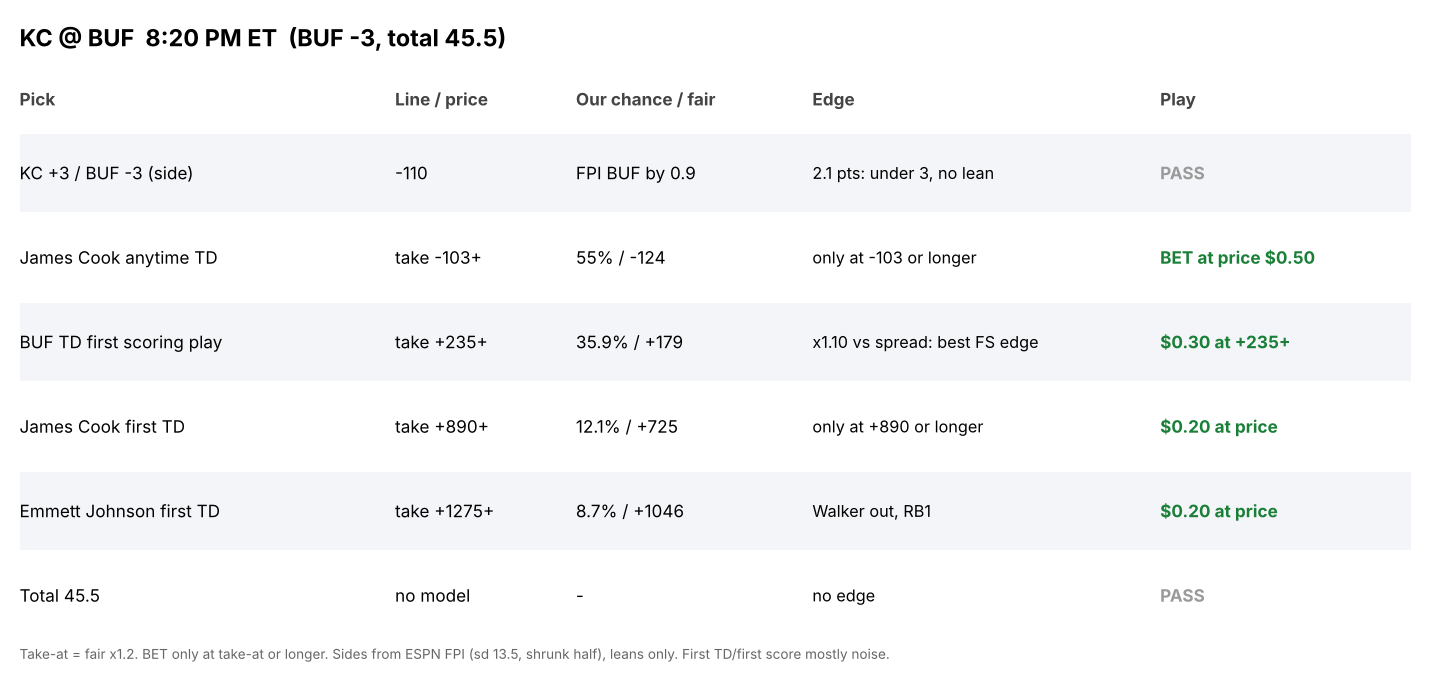 KC @ BUF 8:20 PM ET (BUF -3, total 45.5)
Pick Line / price Our chance / fair Edge Play
KC +3 / BUF -3 (side) -110 FPI BUF by 0.9 2.1 pts: under 3, no lean PASS
James Cook anytime TD take -103+ 55% / -124 only at -103 or longer BET at price $0.50
BUF TD first scoring play take +235+ 35.9% / +179 x1.10 vs spread: best FS edge $0.30 at +235+
James Cook first TD take +890+ 12.1% / +725 only at +890 or longer $0.20 at price
Emmett Johnson first TD take +1275+ 8.7% / +1046 Walker out, RB1 $0.20 at price
Total 45.5 no model - no edge PASS
Take-at = fair x1.2. BET only at take-at or longer. Sides from ESPN FPI (sd 13.5, shrunk half), leans only. First TD/first score mostly noise.